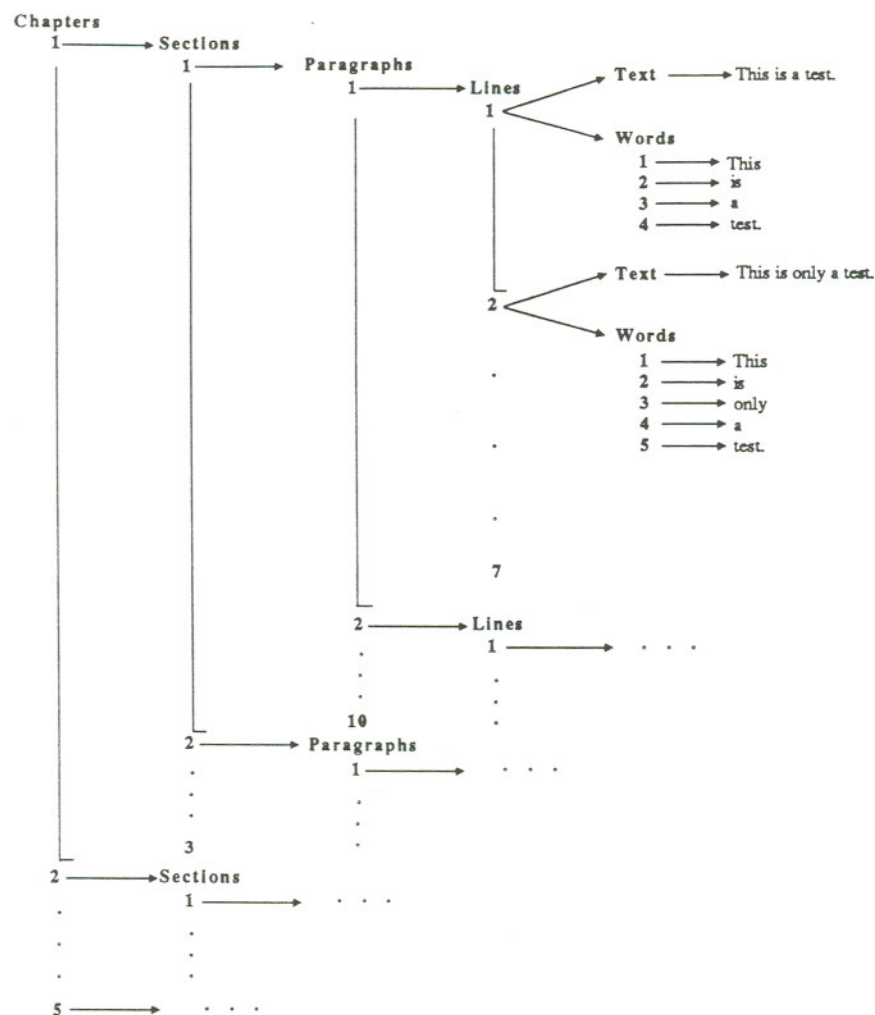 Chapters
1 Sections
1 Paragraphs
1 Lines
1 Text This is a test.
Words
1 This
2 is
3 a
4 test.
2 Text This is only a test.
Words
1 This
2 is
3 only
4 a
5 test.
.
.
.
7
2 Lines
1 . . .
.
.
.
10
2 Paragraphs
1 . . .
.
.
.
3
2 Sections
1 . . .
.
.
.
5 . . .